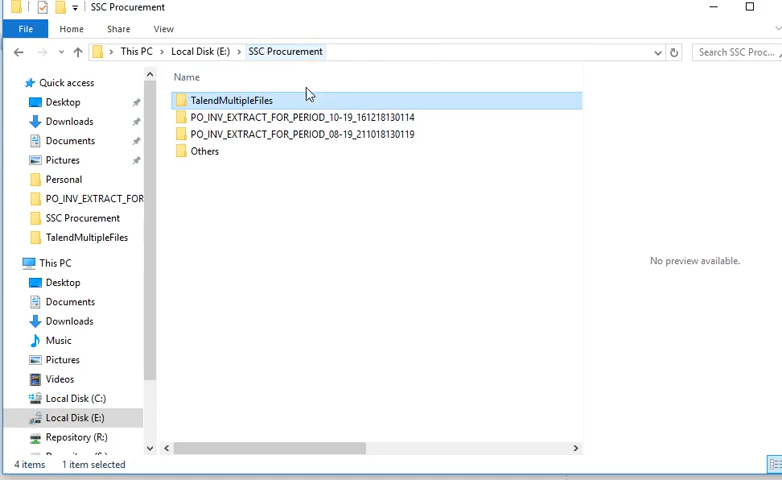 SSC Procurement
File Home Share View
This PC Local Disk (E:) SSC Procurement Search SSC Proc...
Name
Quick access
Desktop
Downloads
Documents
Pictures
Personal
PO_INV_EXTRACT_FOR
SSC Procurement
TalendMultipleFiles
This PC
Desktop
Documents
Downloads
Music
Pictures
Videos
Local Disk (C:)
Local Disk (E:)
Repository (R:)
TalendMultipleFiles
PO_INV_EXTRACT_FOR_PERIOD_10-19_161218130114
PO_INV_EXTRACT_FOR_PERIOD_08-19_211018130119
Others
No preview available.
4 items 1 item selected